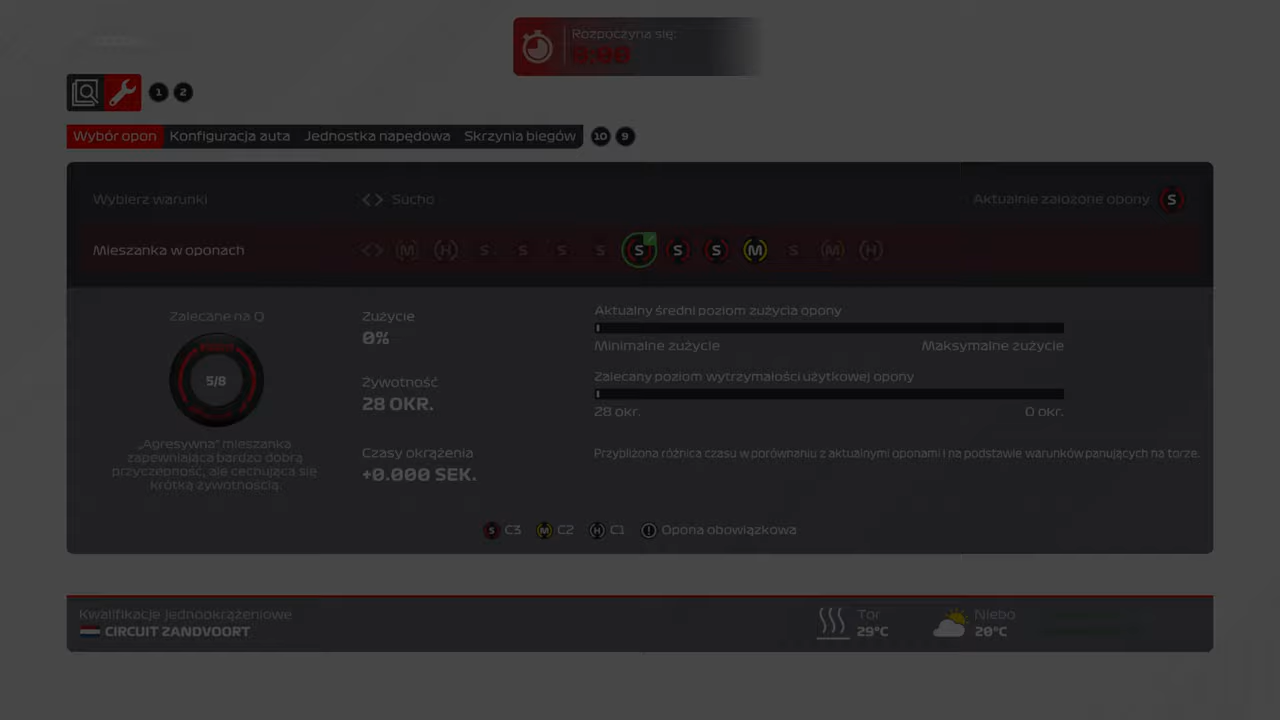 Rozpoczyna się:
1 2
Wybór opon Konfiguracja auta Jednostka napędowa Skrzynia biegów 10 9
Wybierz warunki < > Sucho Aktualnie założone opony S
Mieszanka w oponach < > M H S S S S S S S M S M H
Zalecane na Q
5/8
„Agresywna” mieszanka
zapewniająca bardzo dobrą
przyczepność, ale cechująca się
krótką żywotnością.
Zużycie
0%
Żywotność
28 OKR.
Czasy okrążenia
+0.000 SEK.
Aktualny średni poziom zużycia opony
Minimalne zużycie Maksymalne zużycie
Zalecany poziom wytrzymałości użytkowej opony
28 okr. 0 okr.
Przybliżona różnica czasu w porównaniu z aktualnymi oponami i na podstawie warunków panujących na torze.
S C3 M C2 H C1 ! Opona obowiązkowa
Kwalifikacje jednookrążeniowe
CIRCUIT ZANDVOORT
Tor
29°C
Niebo
20°C